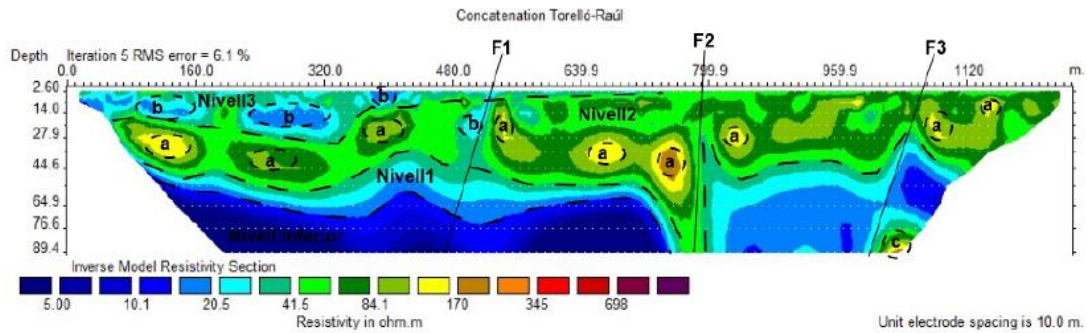 Concatenation Torelló-Raúl
Depth Iteration 5 RMS error = 6.1 %
F1 F2 F3
0.0 160.0 320.0 480.0 639.9 799.9 959.9 1120 m.
2.60
14.0
27.9
44.6
64.9
76.6
89.4
b b b b
Nivell3
Nivell2
a a a a a a a a a
Nivell1
Nivell Inferior
c
Inverse Model Resistivity Section
5.00 10.1 20.5 41.5 84.1 170 345 698
Resistivity in ohm.m
Unit electrode spacing is 10.0 m.